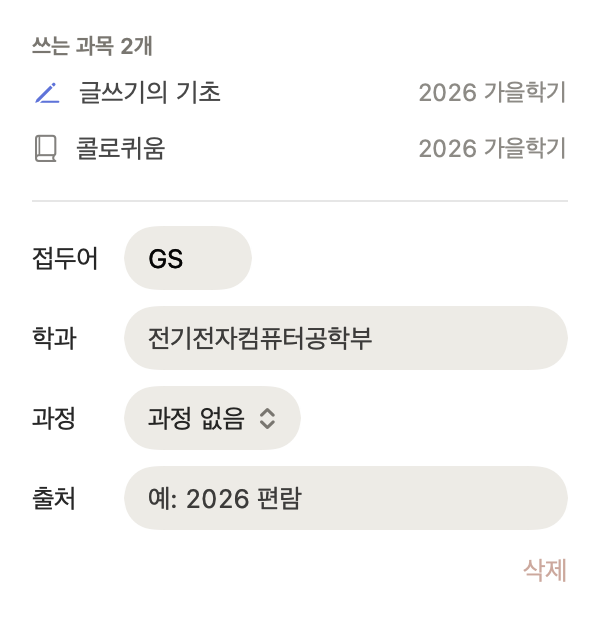 쓰는 과목 2개
글쓰기의 기초 2026 가을학기
콜로퀴움 2026 가을학기
접두어 GS
학과 전기전자컴퓨터공학부
과정 과정 없음
출처 예: 2026 편람
삭제